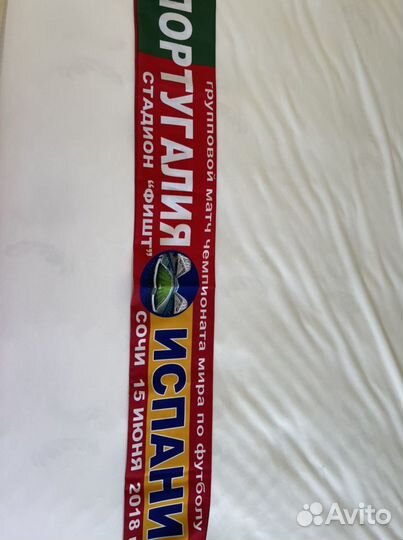 групповой матч чемпионата мира по футболу
ПОРТУГАЛИЯ ИСПАНИ
СТАДИОН "ФИШТ" СОЧИ 15 ИЮНЯ 2018
Avito